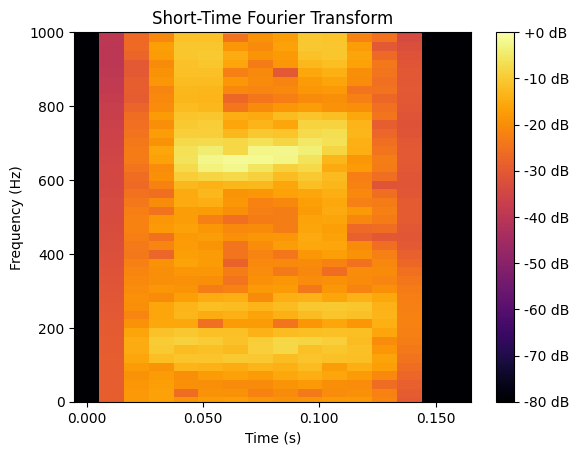 Short-Time Fourier Transform
1000
800
600
400
200
0
Frequency (Hz)
0.000
0.050
0.100
0.150
Time (s)
+0 dB
-10 dB
-20 dB
-30 dB
-40 dB
-50 dB
-60 dB
-70 dB
-80 dB